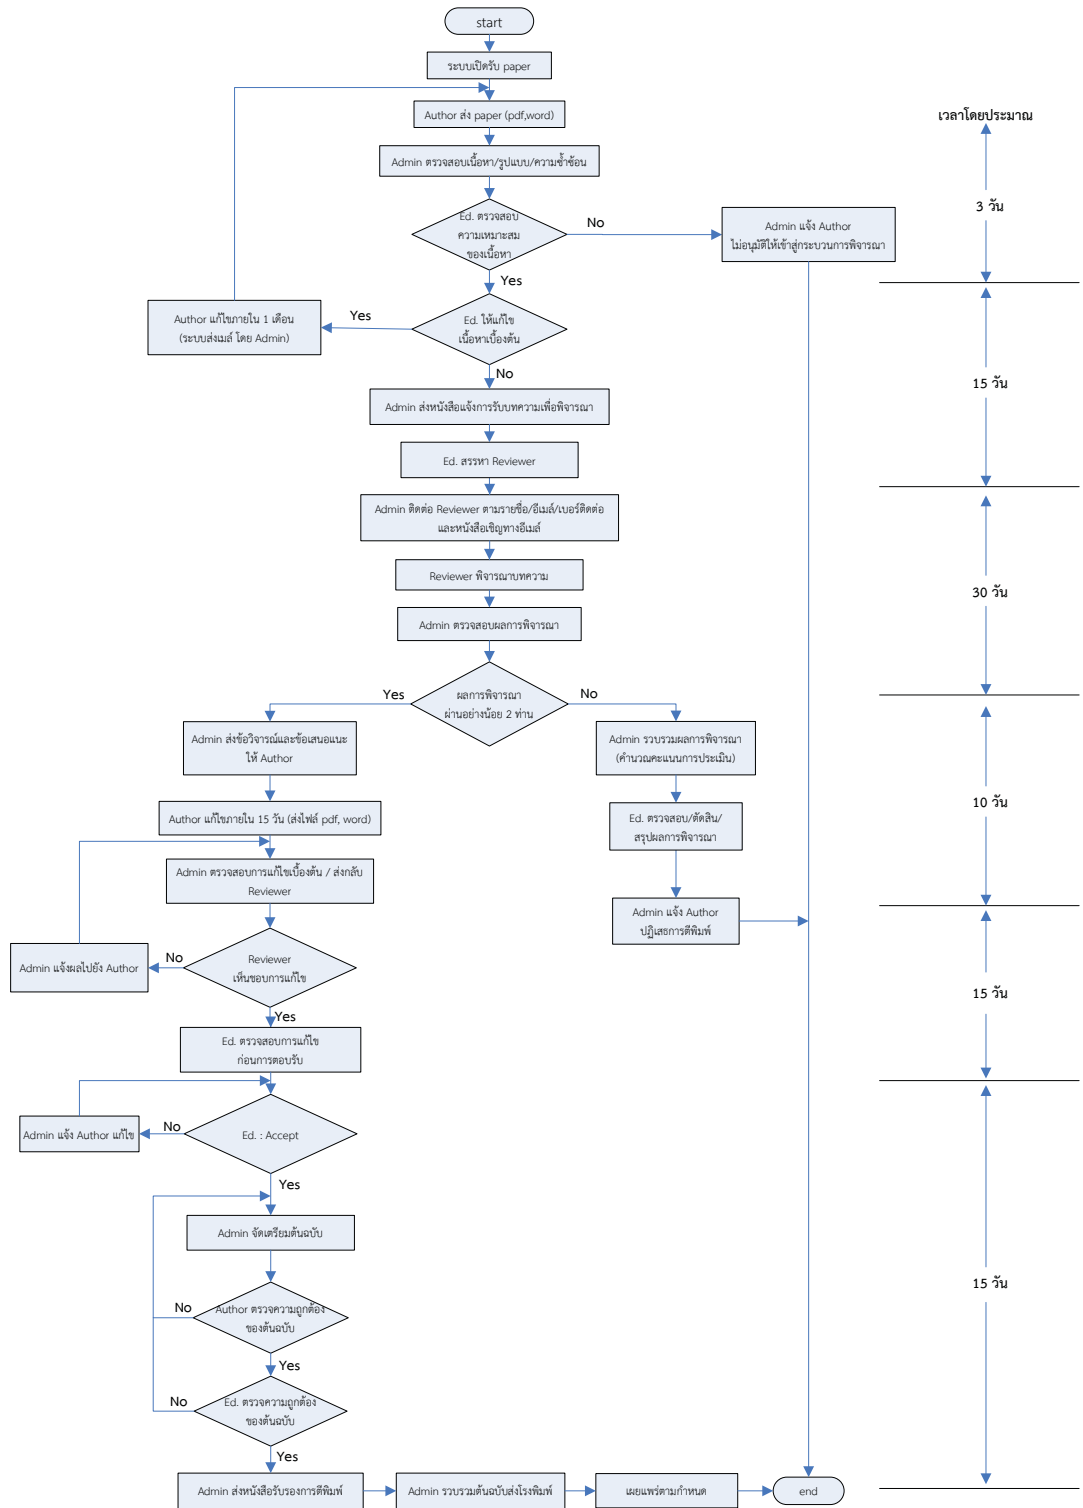 start
ระบบเปิดรับ paper
Author ส่ง paper (pdf,word)
เวลาโดยประมาณ
Admin ตรวจสอบเนื้อหา/รูปแบบ/ความซ้ำซ้อน
Ed. ตรวจสอบ
ความเหมาะสม
ของเนื้อหา
No
Admin แจ้ง Author
ไม่อนุมัติให้เข้าสู่กระบวนการพิจารณา
3 วัน
Yes
Author แก้ไขภายใน 1 เดือน
(ระบบส่งเมล์ โดย Admin)
Yes
Ed. ให้แก้ไข
เนื้อหาเบื้องต้น
No
15 วัน
Admin ส่งหนังสือแจ้งการรับบทความเพื่อพิจารณา
Ed. สรรหา Reviewer
Admin ติดต่อ Reviewer ตามรายชื่อ/อีเมล์/เบอร์ติดต่อ
และหนังสือเชิญทางอีเมล์
Reviewer พิจารณาบทความ
30 วัน
Admin ตรวจสอบผลการพิจารณา
Yes
ผลการพิจารณา
ผ่านอย่างน้อย 2 ท่าน
No
Admin ส่งข้อวิจารณ์และข้อเสนอแนะ
ให้ Author
Admin รวบรวมผลการพิจารณา
(คำนวณคะแนนการประเมิน)
10 วัน
Author แก้ไขภายใน 15 วัน (ส่งไฟล์ pdf, word)
Ed. ตรวจสอบ/ตัดสิน/
สรุปผลการพิจารณา
Admin ตรวจสอบการแก้ไขเบื้องต้น / ส่งกลับ
Reviewer
Admin แจ้ง Author
ปฏิเสธการตีพิมพ์
Admin แจ้งผลไปยัง Author
No
Reviewer
เห็นชอบการแก้ไข
15 วัน
Yes
Ed. ตรวจสอบการแก้ไข
ก่อนการตอบรับ
Admin แจ้ง Author แก้ไข
No
Ed. : Accept
Yes
Admin จัดเตรียมต้นฉบับ
15 วัน
No
Author ตรวจความถูกต้อง
ของต้นฉบับ
Yes
No
Ed. ตรวจความถูกต้อง
ของต้นฉบับ
Yes
Admin ส่งหนังสือรับรองการตีพิมพ์
Admin รวบรวมต้นฉบับส่งโรงพิมพ์
เผยแพร่ตามกำหนด
end